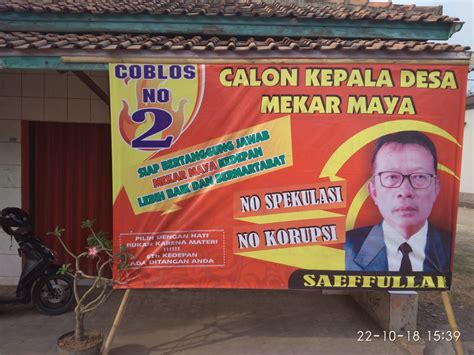 COBLOS
NO
2
CALON KEPALA DESA
MEKAR MAYA
SIAP BERTANGGUNG JAWAB
MEKAR MAYA KEDEPAN
LEBIH BAIK DAN BERMARTABAT
NO SPEKULASI
NO KORUPSI
PILIH DENGAN HATI
BUKAN KARENA MATERI
!!!!!!
6Th KEDEPAN
ADA DITANGAN ANDA
SAEFFULLAH
22-10-18 15:39